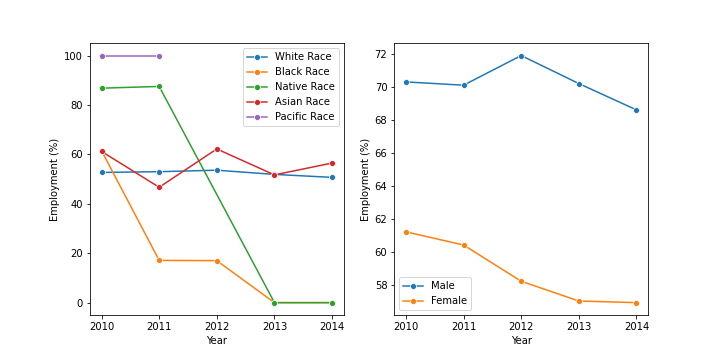 100
80
60
40
20
0
Employment (%)
2010 2011 2012 2013 2014
Year
White Race
Black Race
Native Race
Asian Race
Pacific Race
72
70
68
66
64
62
60
58
Employment (%)
2010 2011 2012 2013 2014
Year
Male
Female